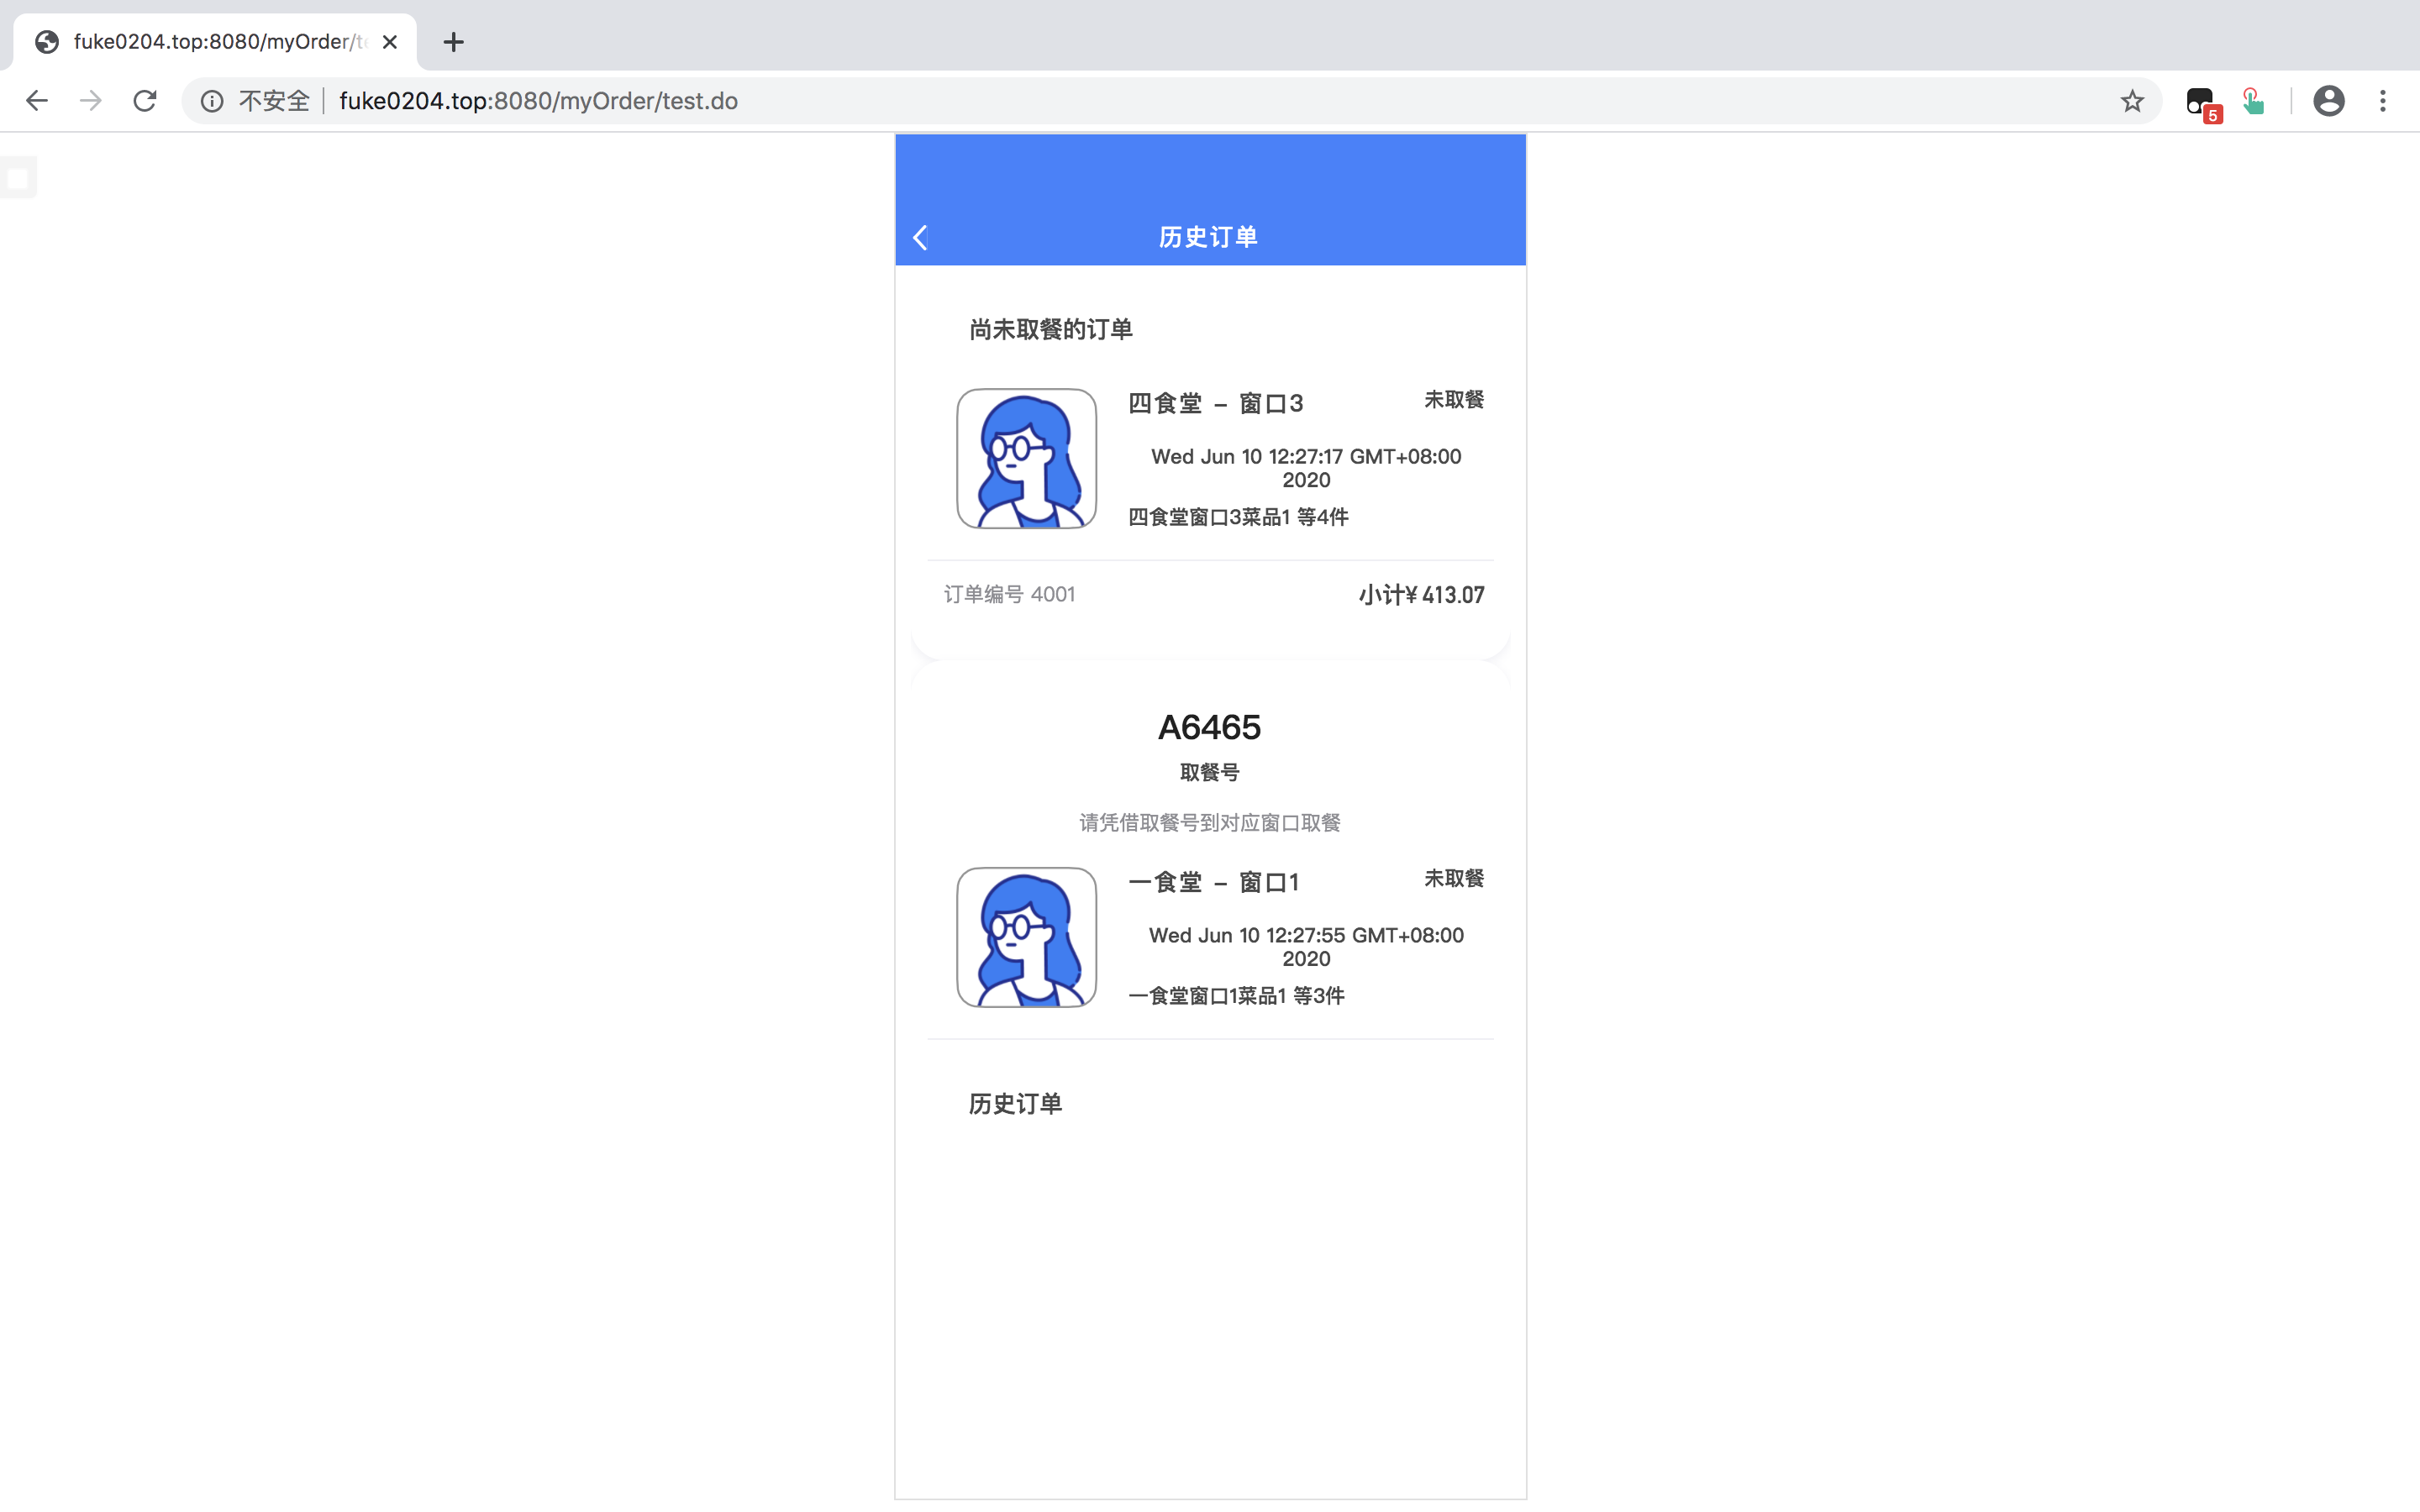 fuke0204.top:8080/myOrder/t
不安全
fuke0204.top:8080/myOrder/test.do
5
历史订单
尚未取餐的订单
四食堂 – 窗口3
未取餐
Wed Jun 10 12:27:17 GMT+08:00
2020
四食堂窗口3菜品1 等4件
订单编号 4001
小计¥ 413.07
A6465
取餐号
请凭借取餐号到对应窗口取餐
一食堂 – 窗口1
未取餐
Wed Jun 10 12:27:55 GMT+08:00
2020
一食堂窗口1菜品1 等3件
历史订单